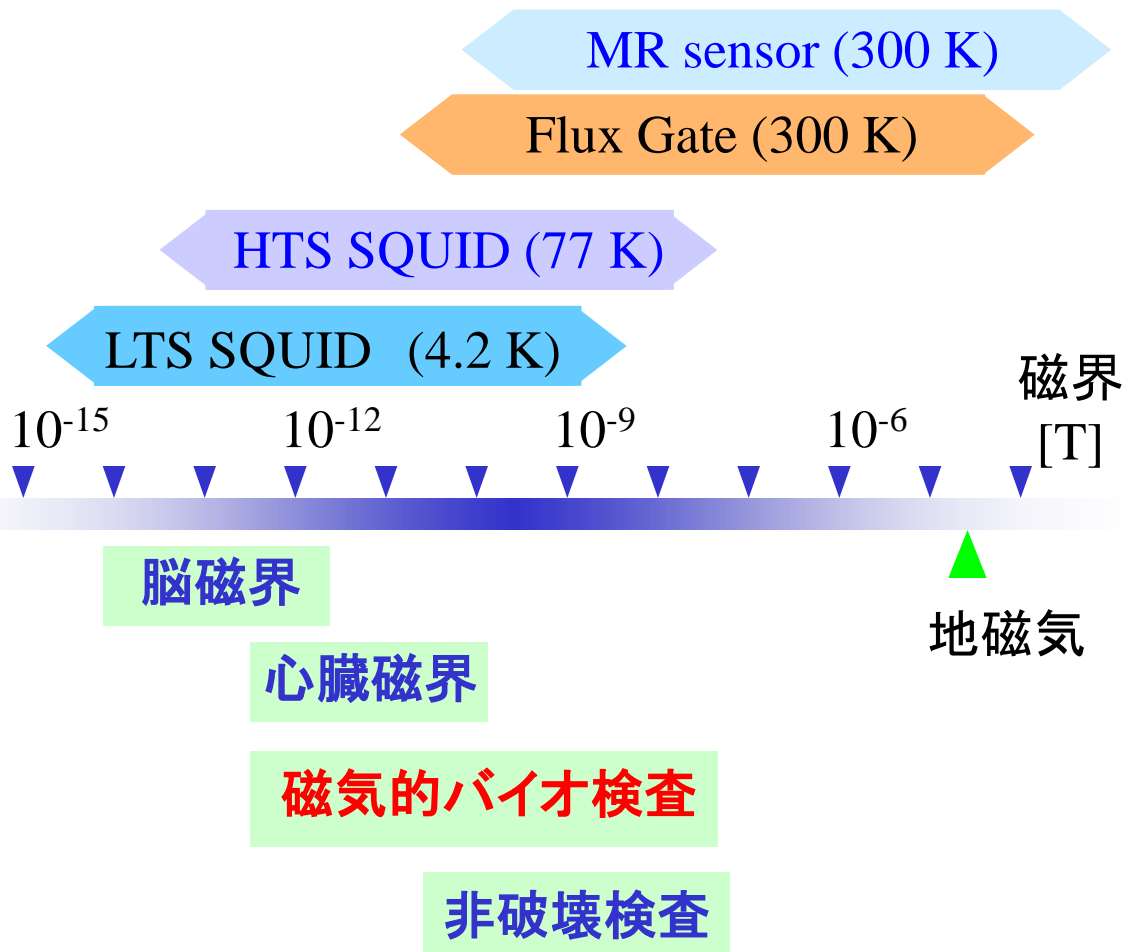 MR sensor (300 K)
Flux Gate (300 K)
HTS SQUID (77 K)
LTS SQUID (4.2 K)
磁界
[T]
10-15 10-12 10-9 10-6
脳磁界
地磁気
心臓磁界
磁気的バイオ検査
非破壊検査